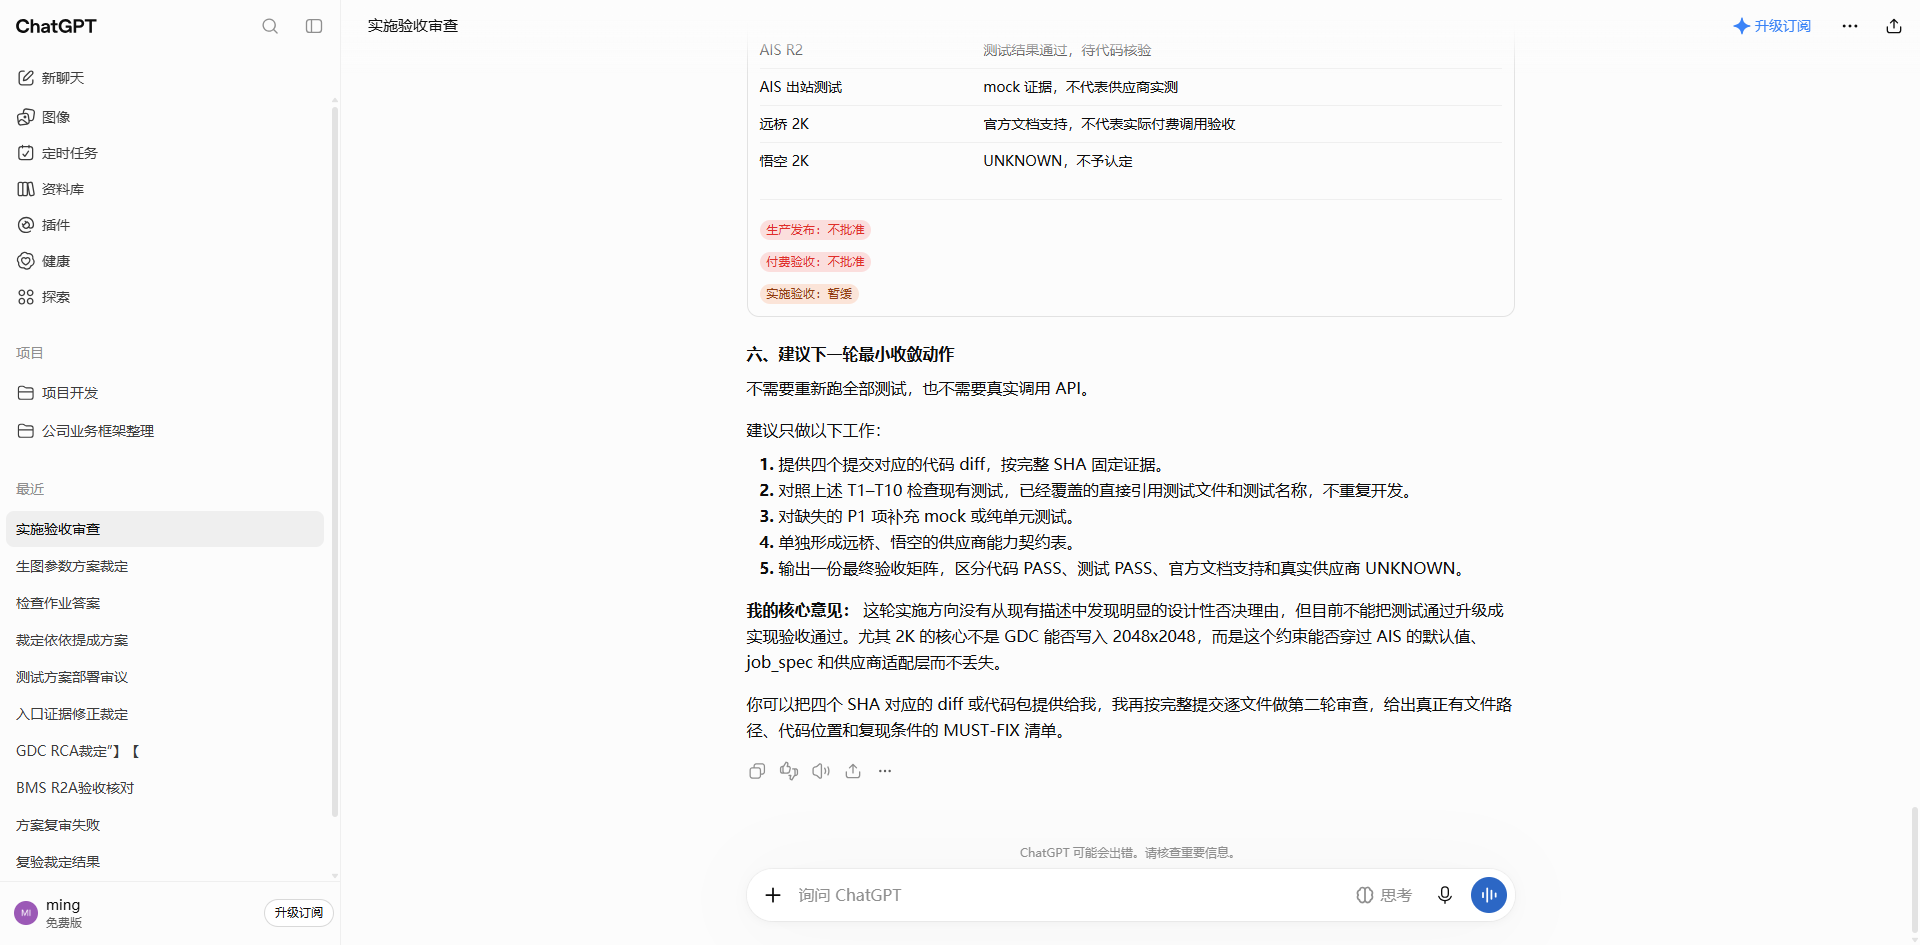 ChatGPT
新聊天
图像
定时任务
资料库
插件
健康
探索
项目
项目开发
公司业务框架整理
最近
实施验收审查
生图参数方案裁定
检查作业答案
裁定依依提成方案
测试方案部署审议
入口证据修正裁定
GDC RCA裁定”】【
BMS R2A验收核对
方案复审失败
复验裁定结果
MI
ming
免费版
升级订阅
实施验收审查
升级订阅
AIS R2 测试结果通过，待代码核验
AIS 出站测试 mock 证据，不代表供应商实测
远桥 2K 官方文档支持，不代表实际付费调用验收
悟空 2K UNKNOWN，不予认定
生产发布：不批准
付费验收：不批准
实施验收：暂缓
六、建议下一轮最小收敛动作
不需要重新跑全部测试，也不需要真实调用 API。
建议只做以下工作：
1. 提供四个提交对应的代码 diff，按完整 SHA 固定证据。
2. 对照上述 T1–T10 检查现有测试，已经覆盖的直接引用测试文件和测试名称，不重复开发。
3. 对缺失的 P1 项补充 mock 或纯单元测试。
4. 单独形成远桥、悟空的供应商能力契约表。
5. 输出一份最终验收矩阵，区分代码 PASS、测试 PASS、官方文档支持和真实供应商 UNKNOWN。
我的核心意见： 这轮实施方向没有从现有描述中发现明显的设计性否决理由，但目前不能把测试通过升级成
实现验收通过。尤其 2K 的核心不是 GDC 能否写入 2048x2048，而是这个约束能否穿过 AIS 的默认值、
job_spec 和供应商适配层而不丢失。
你可以把四个 SHA 对应的 diff 或代码包提供给我，我再按完整提交逐文件做第二轮审查，给出真正有文件路
径、代码位置和复现条件的 MUST-FIX 清单。
ChatGPT 可能会出错。请核查重要信息。
询问 ChatGPT
思考